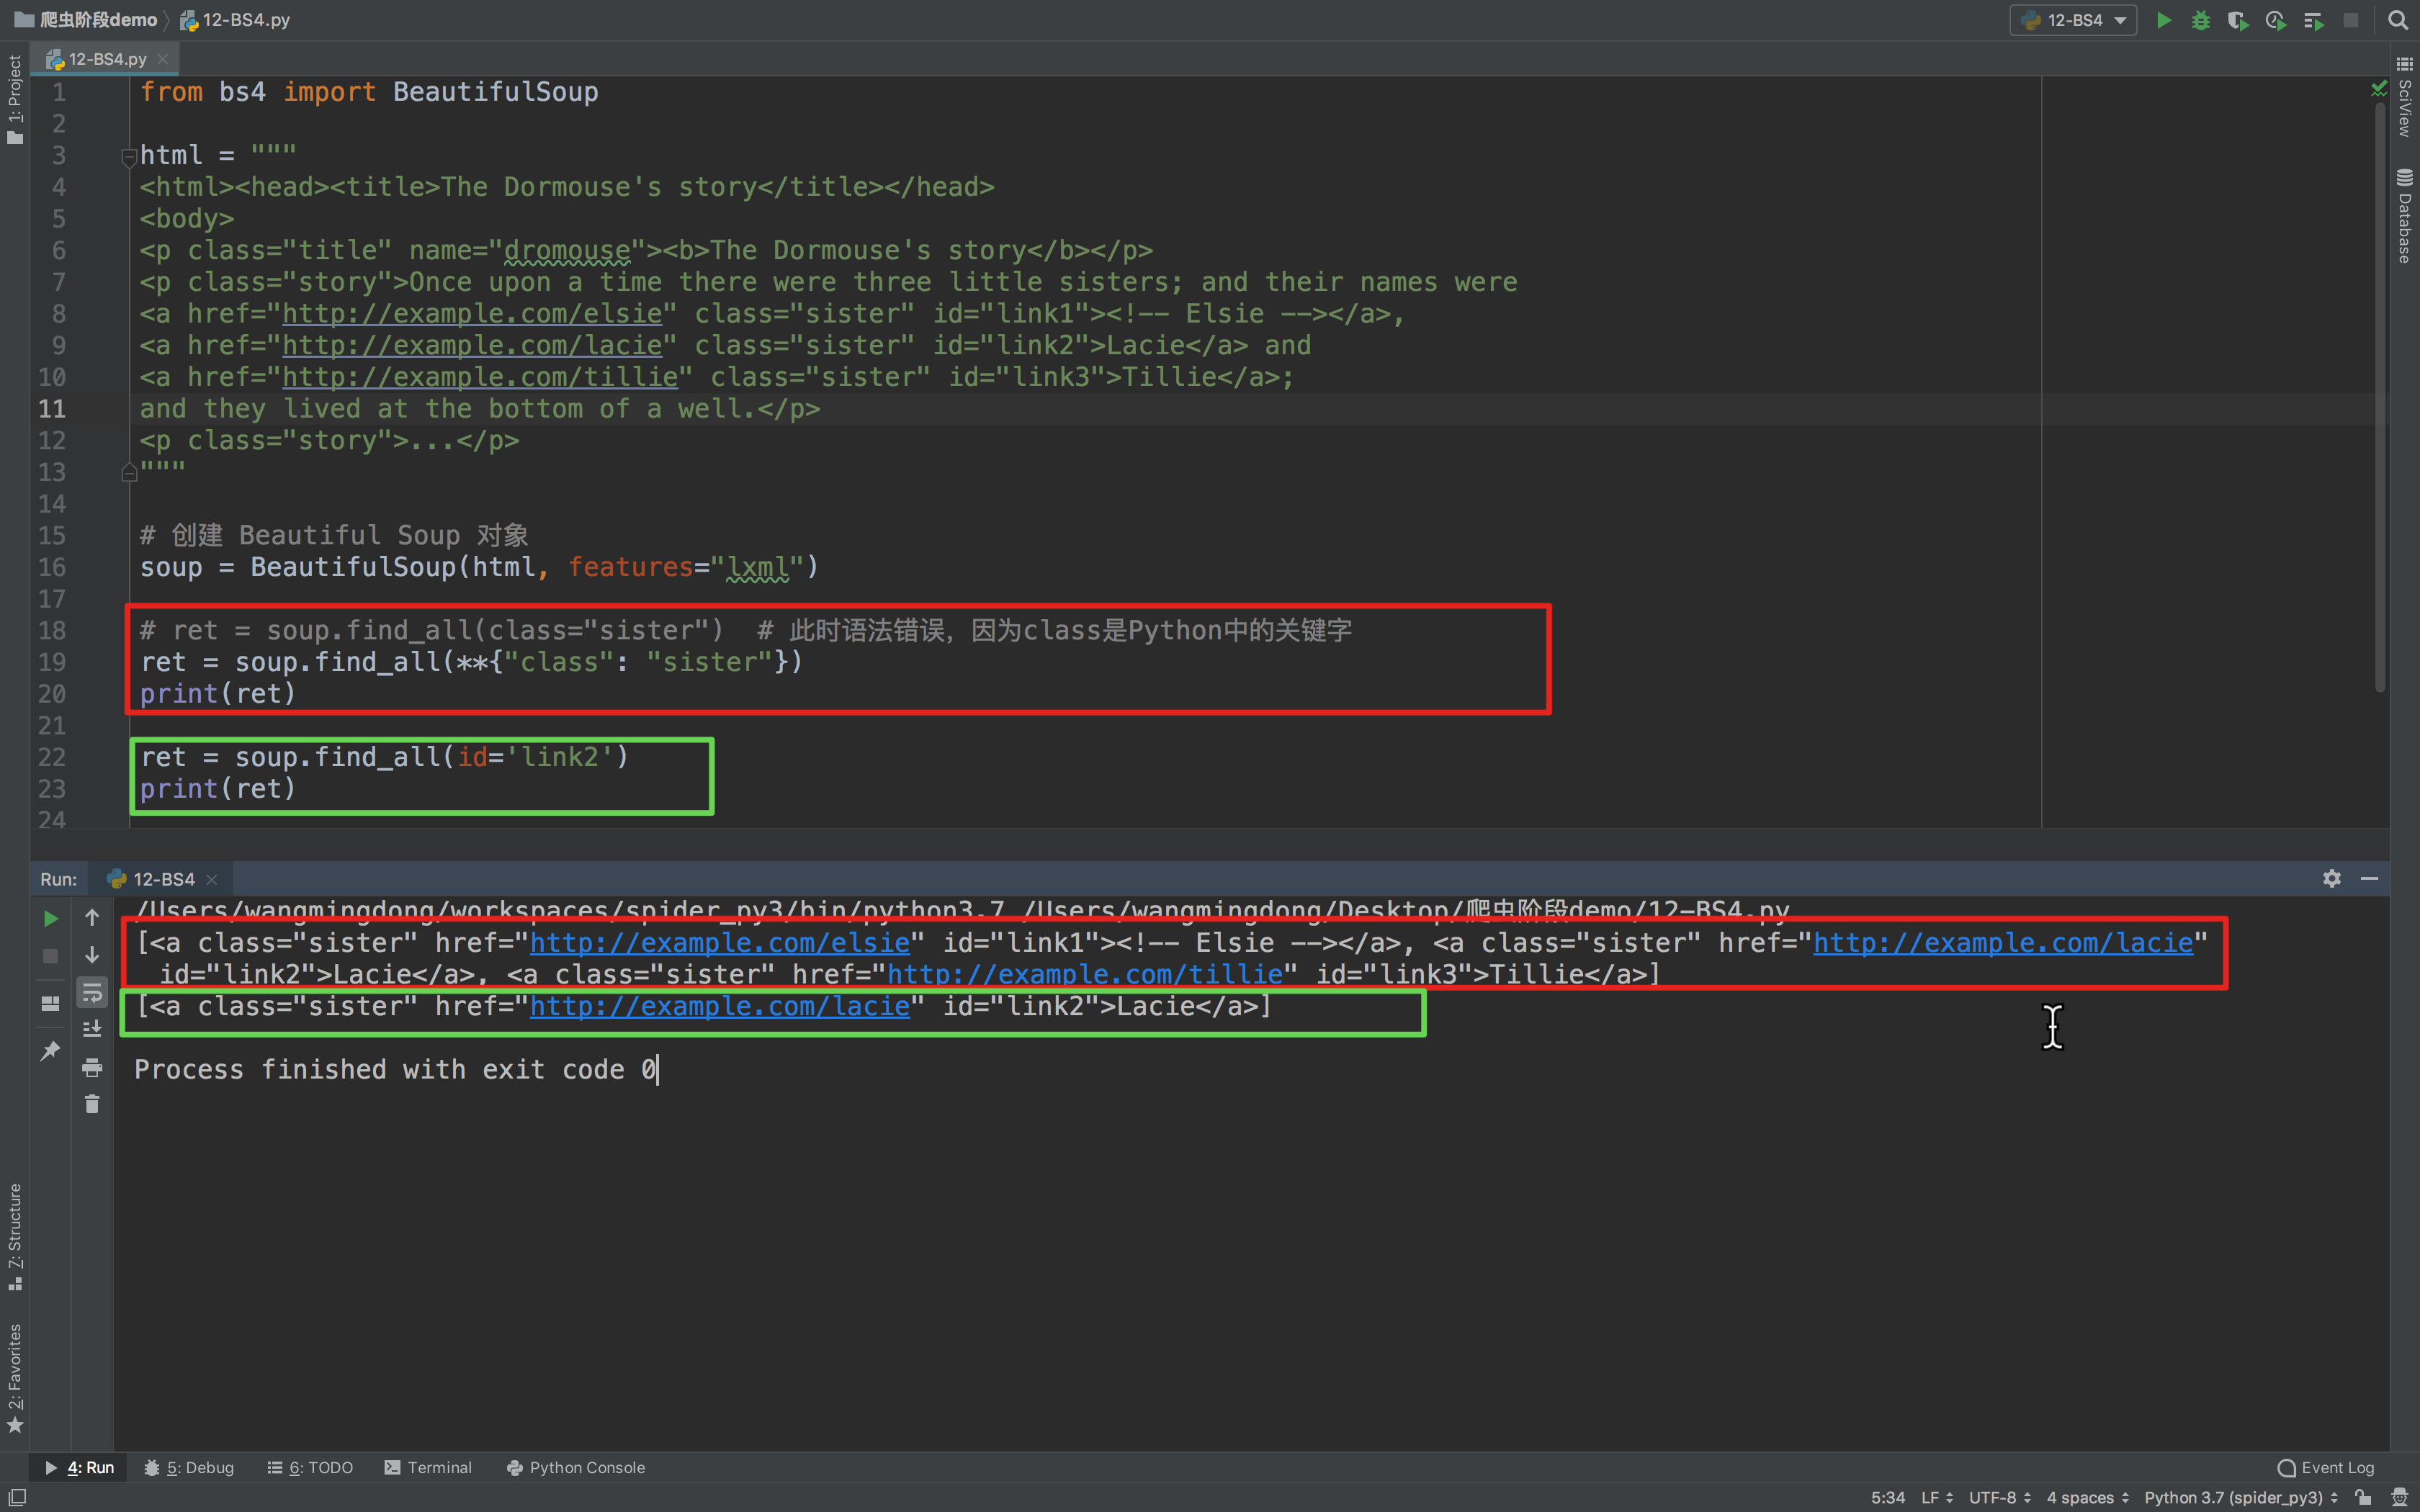 爬虫阶段demo 12-BS4.py
12-BS4
12-BS4.py
1: Project
SciView
Database
1 from bs4 import BeautifulSoup
2
3 html = """
4 <html><head><title>The Dormouse's story</title></head>
5 <body>
6 <p class="title" name="dromouse"><b>The Dormouse's story</b></p>
7 <p class="story">Once upon a time there were three little sisters; and their names were
8 <a href="http://example.com/elsie" class="sister" id="link1"><!-- Elsie --></a>,
9 <a href="http://example.com/lacie" class="sister" id="link2">Lacie</a> and
10 <a href="http://example.com/tillie" class="sister" id="link3">Tillie</a>;
11 and they lived at the bottom of a well.</p>
12 <p class="story">...</p>
13 """
14
15 # 创建 Beautiful Soup 对象
16 soup = BeautifulSoup(html, features="lxml")
17
18 # ret = soup.find_all(class="sister")  # 此时语法错误，因为class是Python中的关键字
19 ret = soup.find_all(**{"class": "sister"})
20 print(ret)
21
22 ret = soup.find_all(id='link2')
23 print(ret)
24
Run: 12-BS4
/Users/wangmingdong/workspaces/spider_py3/bin/python3.7 /Users/wangmingdong/Desktop/爬虫阶段demo/12-BS4.py
[<a class="sister" href="http://example.com/elsie" id="link1"><!-- Elsie --></a>, <a class="sister" href="http://example.com/lacie"
id="link2">Lacie</a>, <a class="sister" href="http://example.com/tillie" id="link3">Tillie</a>]
[<a class="sister" href="http://example.com/lacie" id="link2">Lacie</a>]
Process finished with exit code 0
7: Structure
2: Favorites
4: Run 5: Debug 6: TODO Terminal Python Console Event Log
5:34 LF UTF-8 4 spaces Python 3.7 (spider_py3)